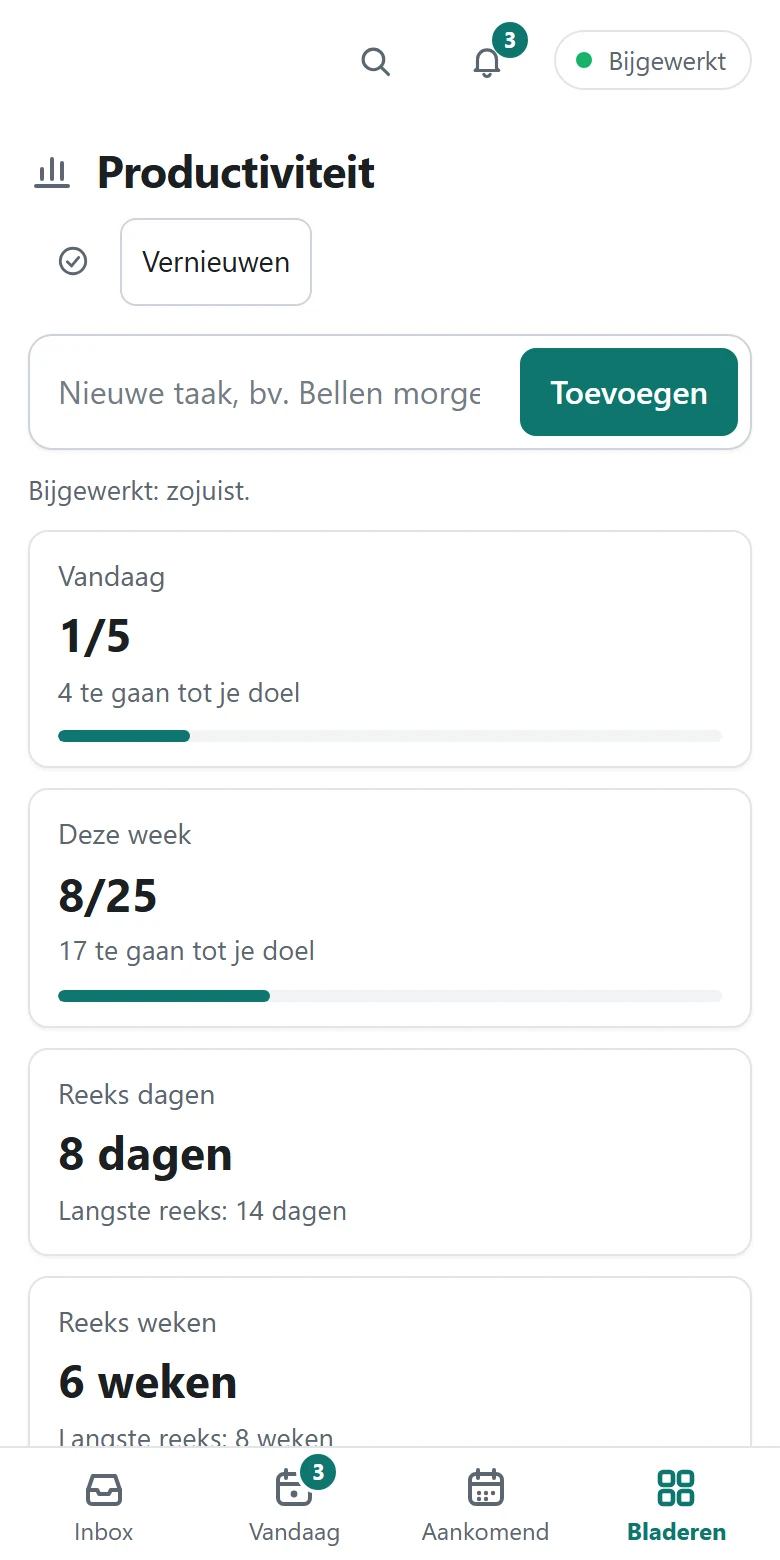 3
Bijgewerkt
Productiviteit
Vernieuwen
Nieuwe taak, bv. Bellen morge
Toevoegen
Bijgewerkt: zojuist.
Vandaag
1/5
4 te gaan tot je doel
Deze week
8/25
17 te gaan tot je doel
Reeks dagen
8 dagen
Langste reeks: 14 dagen
Reeks weken
6 weken
Langste reeks: 8 weken
3
Inbox
Vandaag
Aankomend
Bladeren